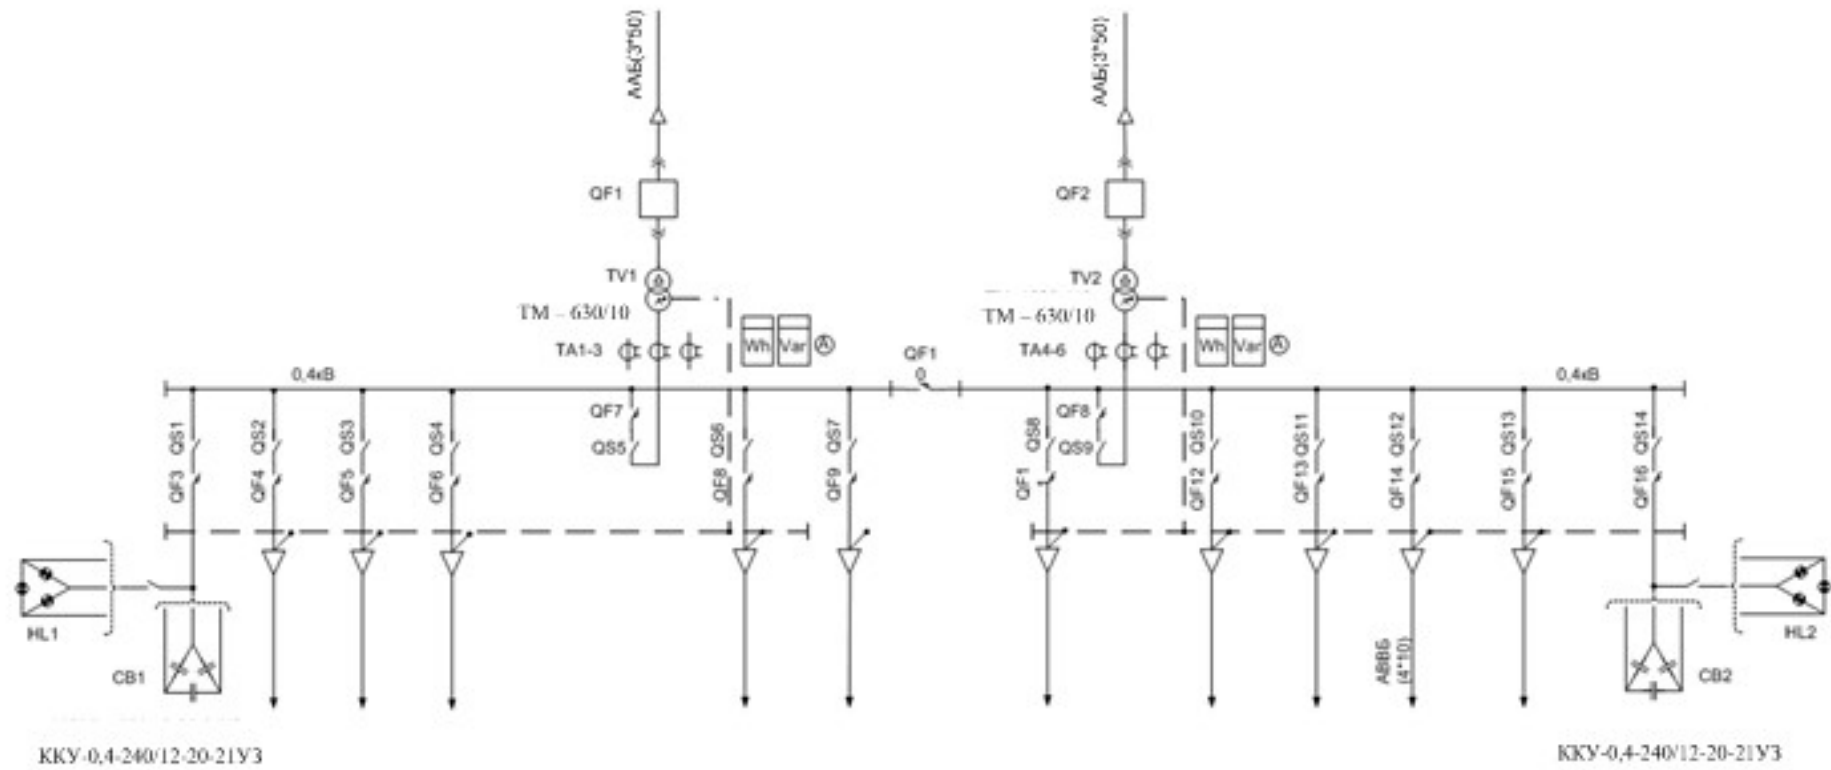 ААБ(3*50)
ААБ(3*50)
QF1
QF2
TV1
TV2
ТМ – 630/10
ТМ – 630/10
TA1-3
Wh
Var
A
QF1
0
TA4-6
Wh
Var
A
0,4кВ
0,4кВ
QF7
QS5
QF8
QS9
QS1
QS2
QS3
QS4
QS6
QS7
QS8
QS10
QS11
QS12
QS13
QS14
QF3
QF4
QF5
QF6
QF8
QF9
QF1
QF12
QF13
QF14
QF15
QF16
HL1
HL2
CB1
АВВБ
(4*10)
CB2
ККУ-0,4-240/12-20-21УЗ
ККУ-0,4-240/12-20-21УЗ